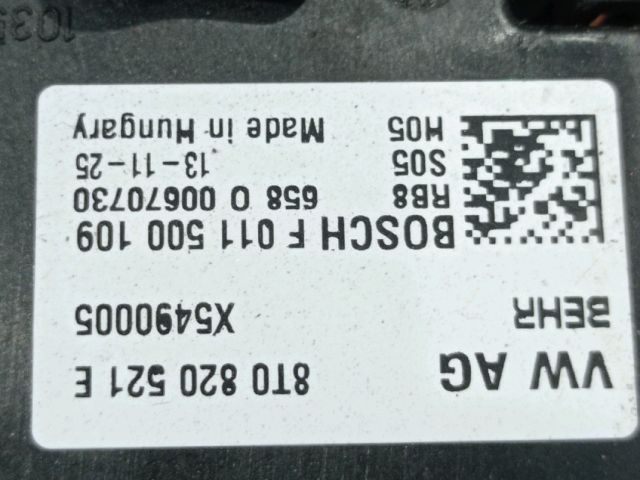 VW AG 8T0 820 521 E
BEHR X5490005
BOSCH F 011 500 109
RB8 658 0 00670730
S05 13-11-25
H05 Made in Hungary